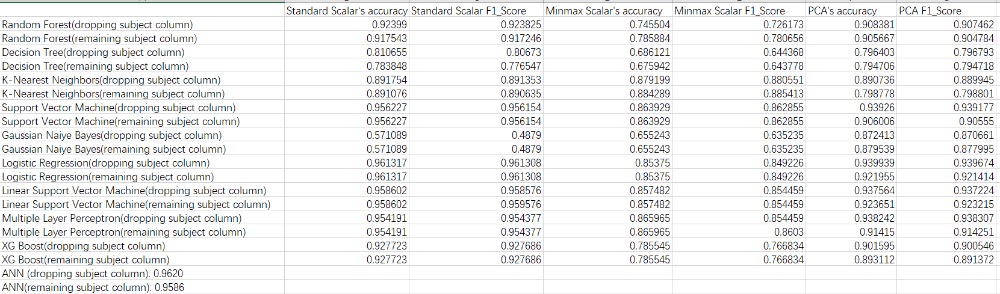 Standard Scalar's accuracy Standard Scalar F1_Score Minmax Scalar's accuracy Minmax Scalar F1_Score PCA's accuracy PCA F1_Score
Random Forest(dropping subject column) 0.92399 0.923825 0.745504 0.726173 0.908381 0.907462
Random Forest(remaining subject column) 0.917543 0.917246 0.785884 0.780656 0.905667 0.904784
Decision Tree(dropping subject column) 0.810655 0.80673 0.686121 0.644368 0.796403 0.796793
Decision Tree(remaining subject column) 0.783848 0.776547 0.675942 0.643778 0.794706 0.794718
K-Nearest Neighbors(dropping subject column) 0.891754 0.891353 0.879199 0.880551 0.890736 0.889945
K-Nearest Neighbors(remaining subject column) 0.891076 0.890635 0.884289 0.885413 0.798778 0.798801
Support Vector Machine(dropping subject column) 0.956227 0.956154 0.863929 0.862855 0.93926 0.939177
Support Vector Machine(remaining subject column) 0.956227 0.956154 0.863929 0.862855 0.906006 0.90555
Gaussian Naiye Bayes(dropping subject column) 0.571089 0.4879 0.655243 0.635235 0.872413 0.870661
Gaussian Naiye Bayes(remaining subject column) 0.571089 0.4879 0.655243 0.635235 0.879539 0.877995
Logistic Regression(dropping subject column) 0.961317 0.961308 0.85375 0.849226 0.939939 0.939674
Logistic Regression(remaining subject column) 0.961317 0.961308 0.85375 0.849226 0.921955 0.921414
Linear Support Vector Machine(dropping subject column) 0.958602 0.958576 0.857482 0.854459 0.937564 0.937224
Linear Support Vector Machine(remaining subject column) 0.958602 0.959576 0.857482 0.854459 0.923651 0.923215
Multiple Layer Perceptron(dropping subject column) 0.954191 0.954377 0.865965 0.854459 0.938242 0.938307
Multiple Layer Perceptron(remaining subject column) 0.954191 0.954377 0.865965 0.8603 0.91415 0.914251
XG Boost(dropping subject column) 0.927723 0.927686 0.785545 0.766834 0.901595 0.900546
XG Boost(remaining subject column) 0.927723 0.927686 0.785545 0.766834 0.893112 0.891372
ANN (dropping subject column): 0.9620
ANN(remaining subject column): 0.9586